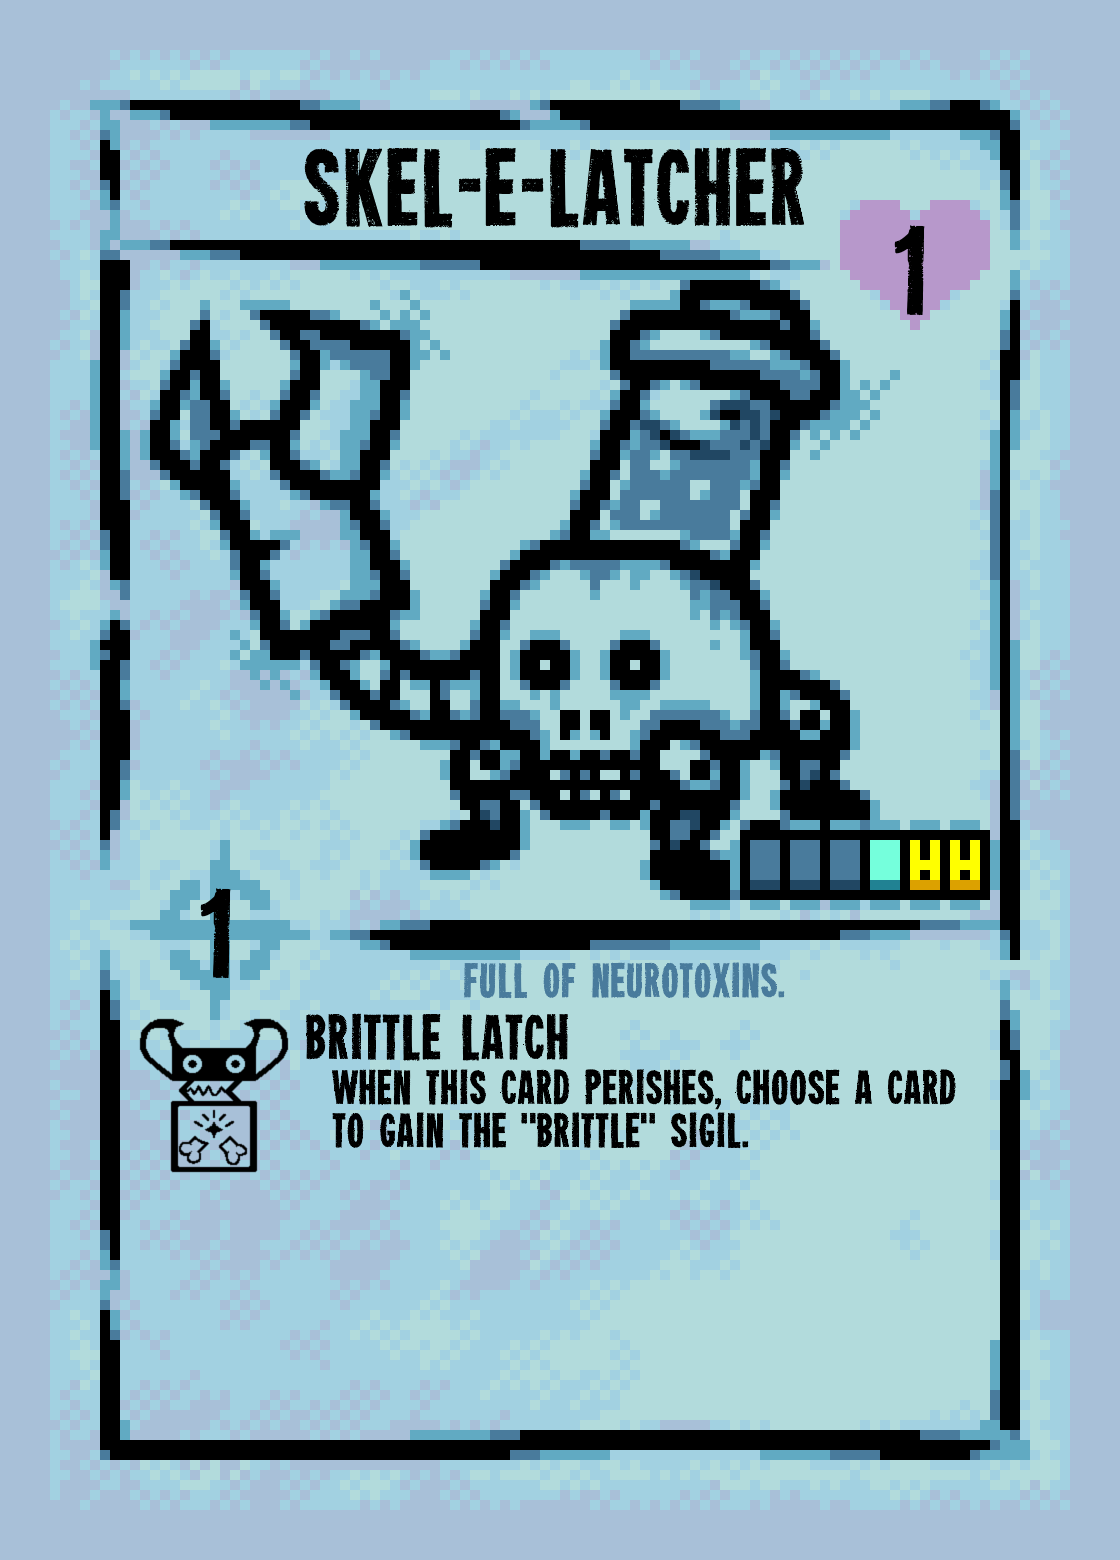 SKEL-E-LATCHER
1
1
FULL OF NEUROTOXINS.
BRITTLE LATCH
WHEN THIS CARD PERISHES, CHOOSE A CARD
TO GAIN THE "BRITTLE" SIGIL.